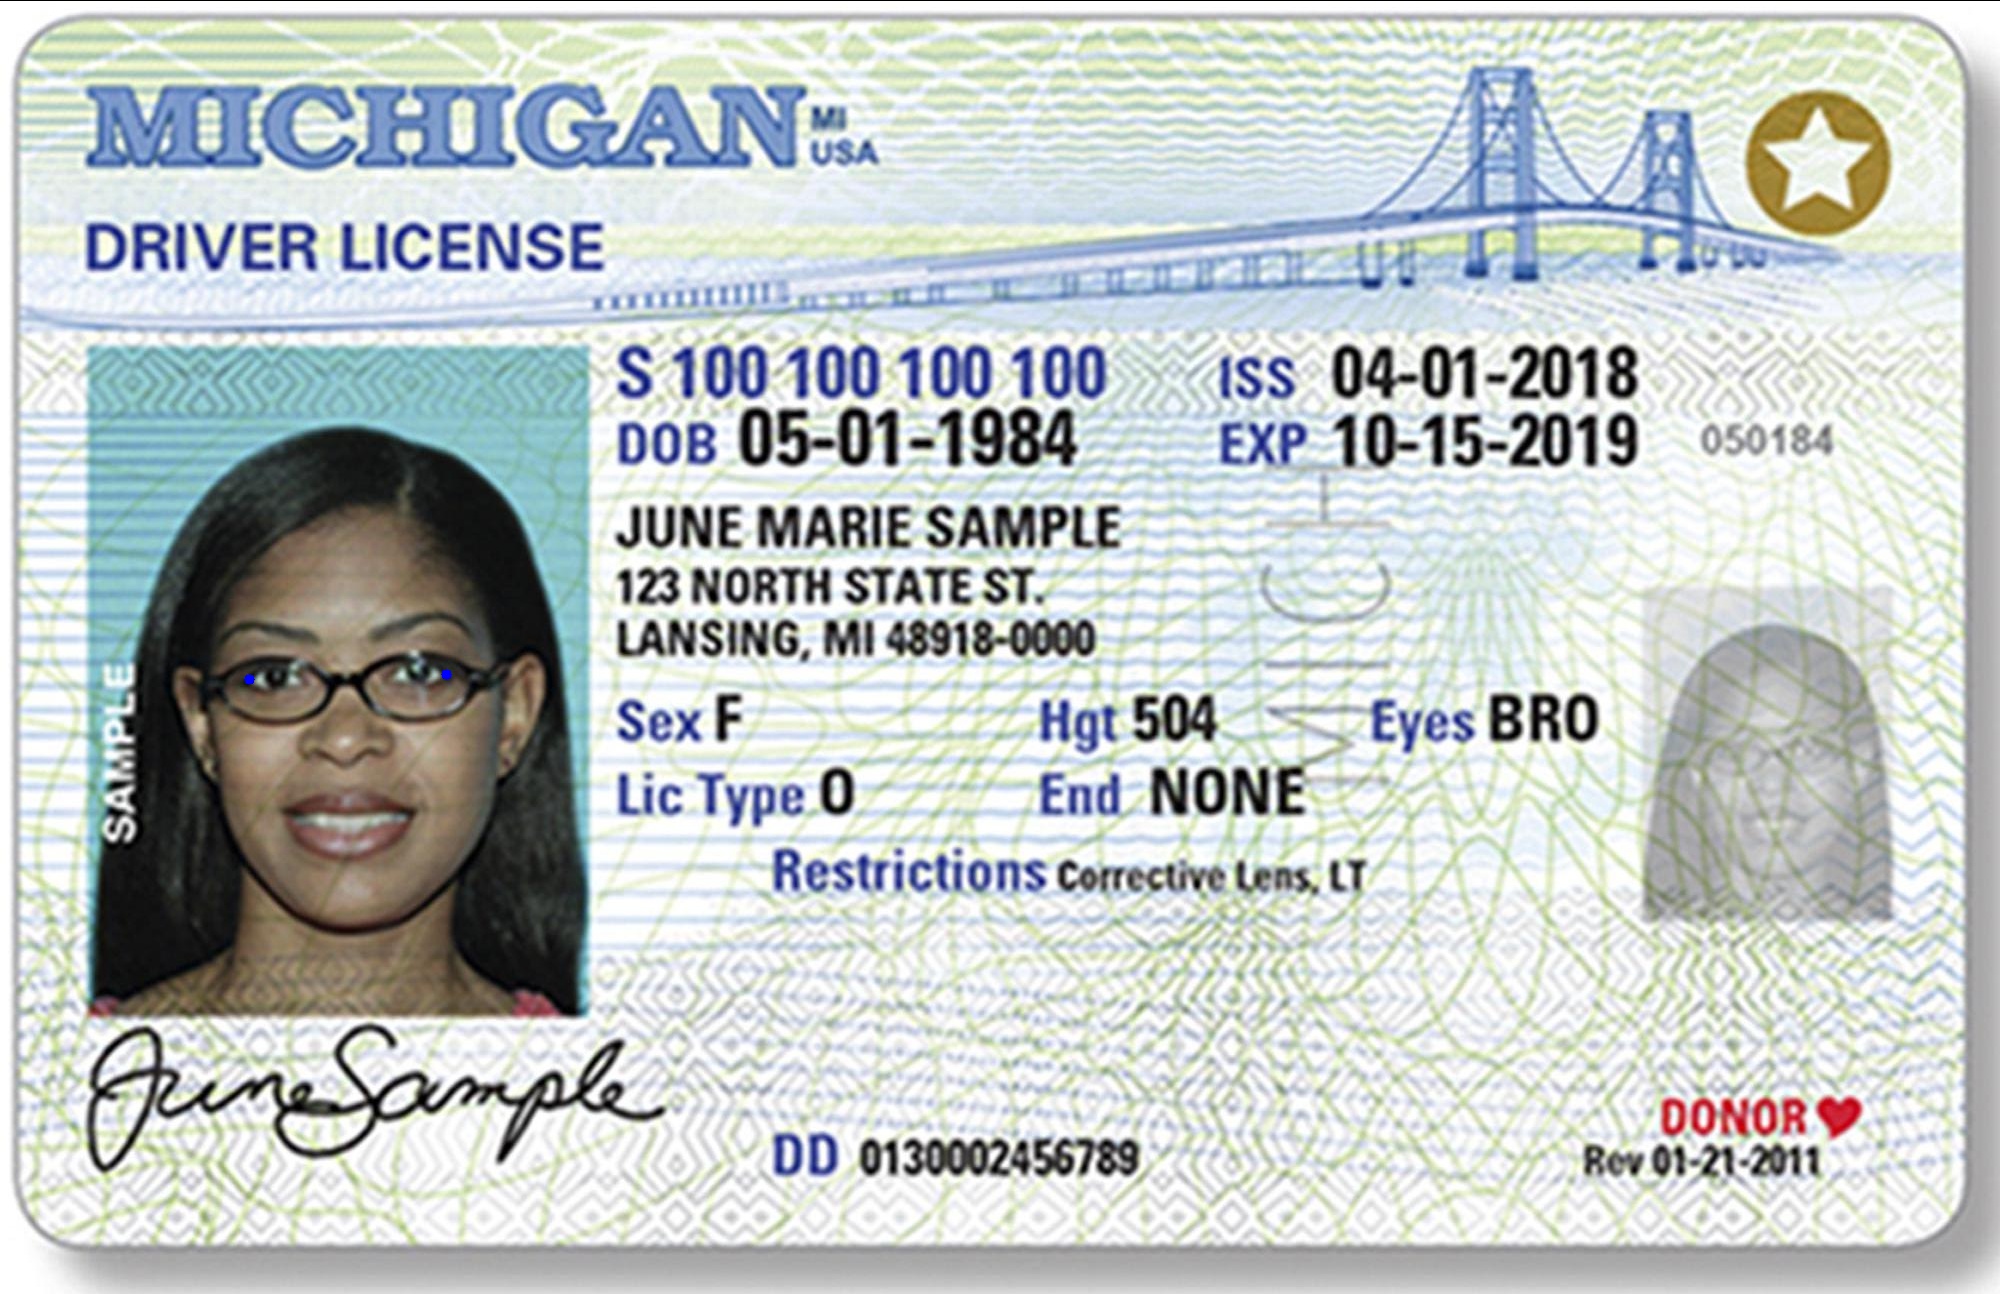 MICHIGAN MI
USA
DRIVER LICENSE
S 100 100 100 100 ISS 04-01-2018
DOB 05-01-1984 EXP 10-15-2019 050184
JUNE MARIE SAMPLE
123 NORTH STATE ST.
LANSING, MI 48918-0000
Sex F Hgt 504 Eyes BRO
Lic Type O End NONE
Restrictions Corrective Lens, LT
SAMPLE
MICH
June Sample
DD 0130002456789
DONOR
Rev 01-21-2011